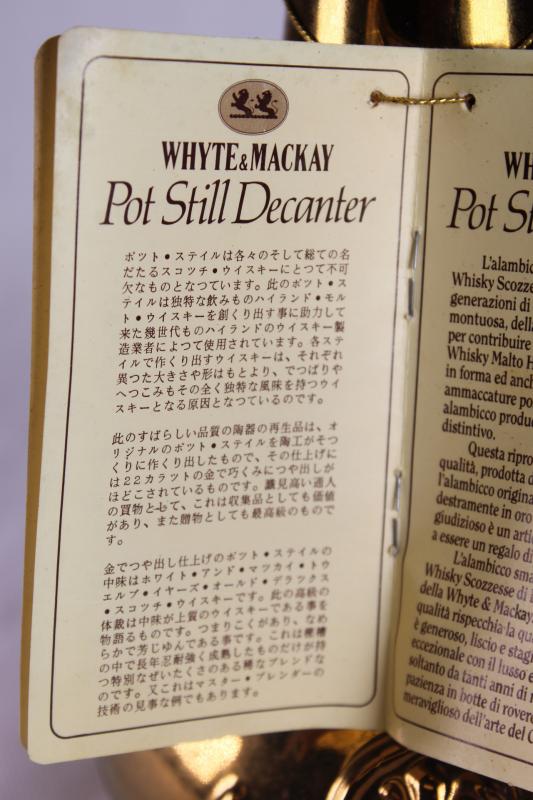 WHYTE & MACKAY
Pot Still Decanter
ポット・ステイルは各々のそして総ての名
だたるスコッチ・ウイスキーにとつて不可
欠なものとなつています。此のポット・ス
テイルは独特な飲みものハイランド・モル
ト・ウイスキーを創くり出す事に助力して
来た幾世代ものハイランドのウイスキー製
造業者によつて使用されています。各ステ
イルで作くり出すウイスキーは、それぞれ
異つた大きさや形はもとより、でつばりや
へつこみもその全く独特な風味を持つウイ
スキーとなる原因となつているのです。
此のすばらしい品質の陶器の再生品は、オ
リジナルのポット・ステイルを陶工がそつ
くりに作くり出したもので、その仕上げに
は22カラツトの金で巧くみにつや出しが
ほどこされているものです。識見高い通人
の買物として、これは収集品としても価値
があり、また贈物としても最高級のもので
す。
金でつや出し仕上げのポット・ステイルの
中味はホワイト・アンド・マツカイ・トウ
エルブ・イヤーズ・オールド・デラツクス
・スコッチ・ウイスキーです。此の高級の
体裁は中味が上質のウイスキーである事を
物語るものです。つまりこくがあり、なめ
らかで芳じゆんである事です。これは樫樽
の中で長年忍耐強く成熟したものだけが持
つ特別なぜいたくさのある稀なブレンドな
のです。又これはマスター・ブレンダーの
技術の見事な例でもあります。
WH
Pot St
L'alambic
Whisky Scozze
generazioni di
montuosa, della
per contribuire
Whisky Malto H
in forma ed anch
ammaccature po
alambicco produc
distintivo.
Questa ripro
qualità, prodotta d
l'alambicco origina
destramente in oro
giudizioso è un arti
a essere un regalo di
L'alambicco sma
Whisky Scozzesse di
della Whyte & Mackay.
qualità rispecchia la qu
è generoso, liscio e stag
eccezionale con il lusso e
soltanto da tanti anni di m
pazienza in botte di rovere
meraviglioso dell'arte del C